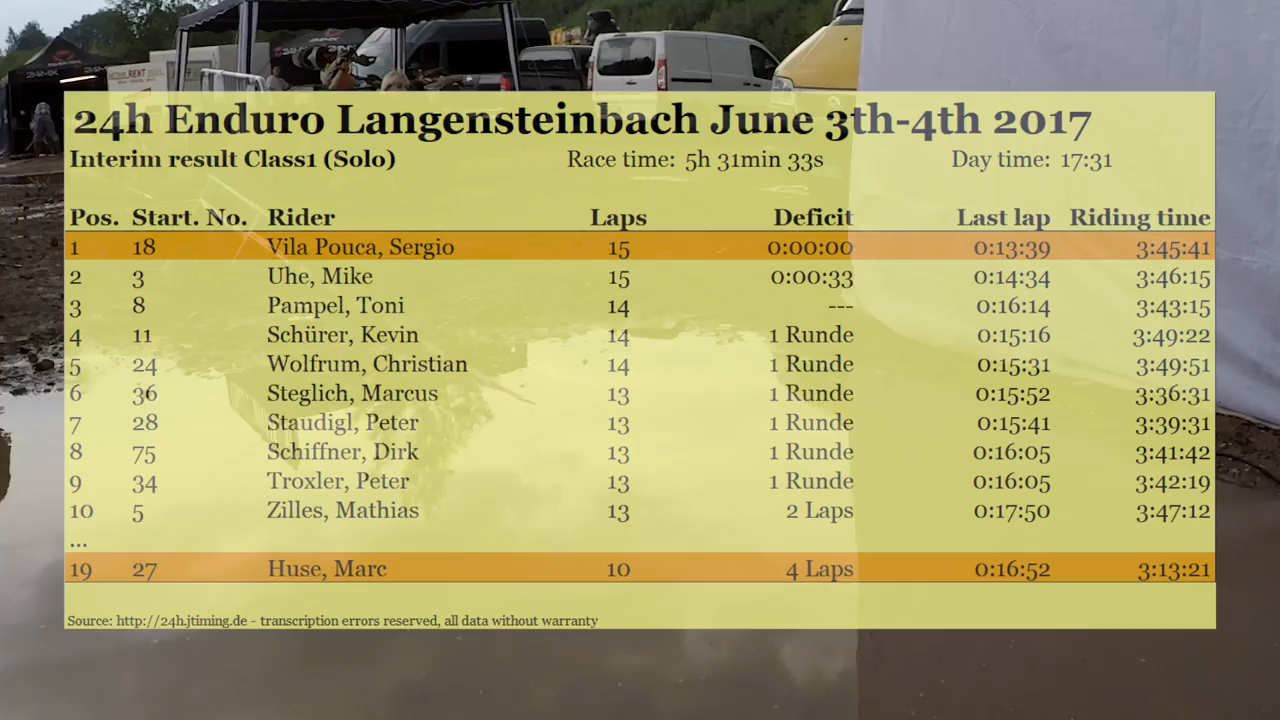 24MX
RENT
24h Enduro Langensteinbach June 3th-4th 2017
Interim result Class1 (Solo) Race time: 5h 31min 33s Day time: 17:31
Pos. Start. No. Rider Laps Deficit Last lap Riding time
1 18 Vila Pouca, Sergio 15 0:00:00 0:13:39 3:45:41
2 3 Uhe, Mike 15 0:00:33 0:14:34 3:46:15
3 8 Pampel, Toni 14 --- 0:16:14 3:43:15
4 11 Schürer, Kevin 14 1 Runde 0:15:16 3:49:22
5 24 Wolfrum, Christian 14 1 Runde 0:15:31 3:49:51
6 36 Steglich, Marcus 13 1 Runde 0:15:52 3:36:31
7 28 Staudigl, Peter 13 1 Runde 0:15:41 3:39:31
8 75 Schiffner, Dirk 13 1 Runde 0:16:05 3:41:42
9 34 Troxler, Peter 13 1 Runde 0:16:05 3:42:19
10 5 Zilles, Mathias 13 2 Laps 0:17:50 3:47:12
...
19 27 Huse, Marc 10 4 Laps 0:16:52 3:13:21
Source: http://24h.jtiming.de - transcription errors reserved, all data without warranty